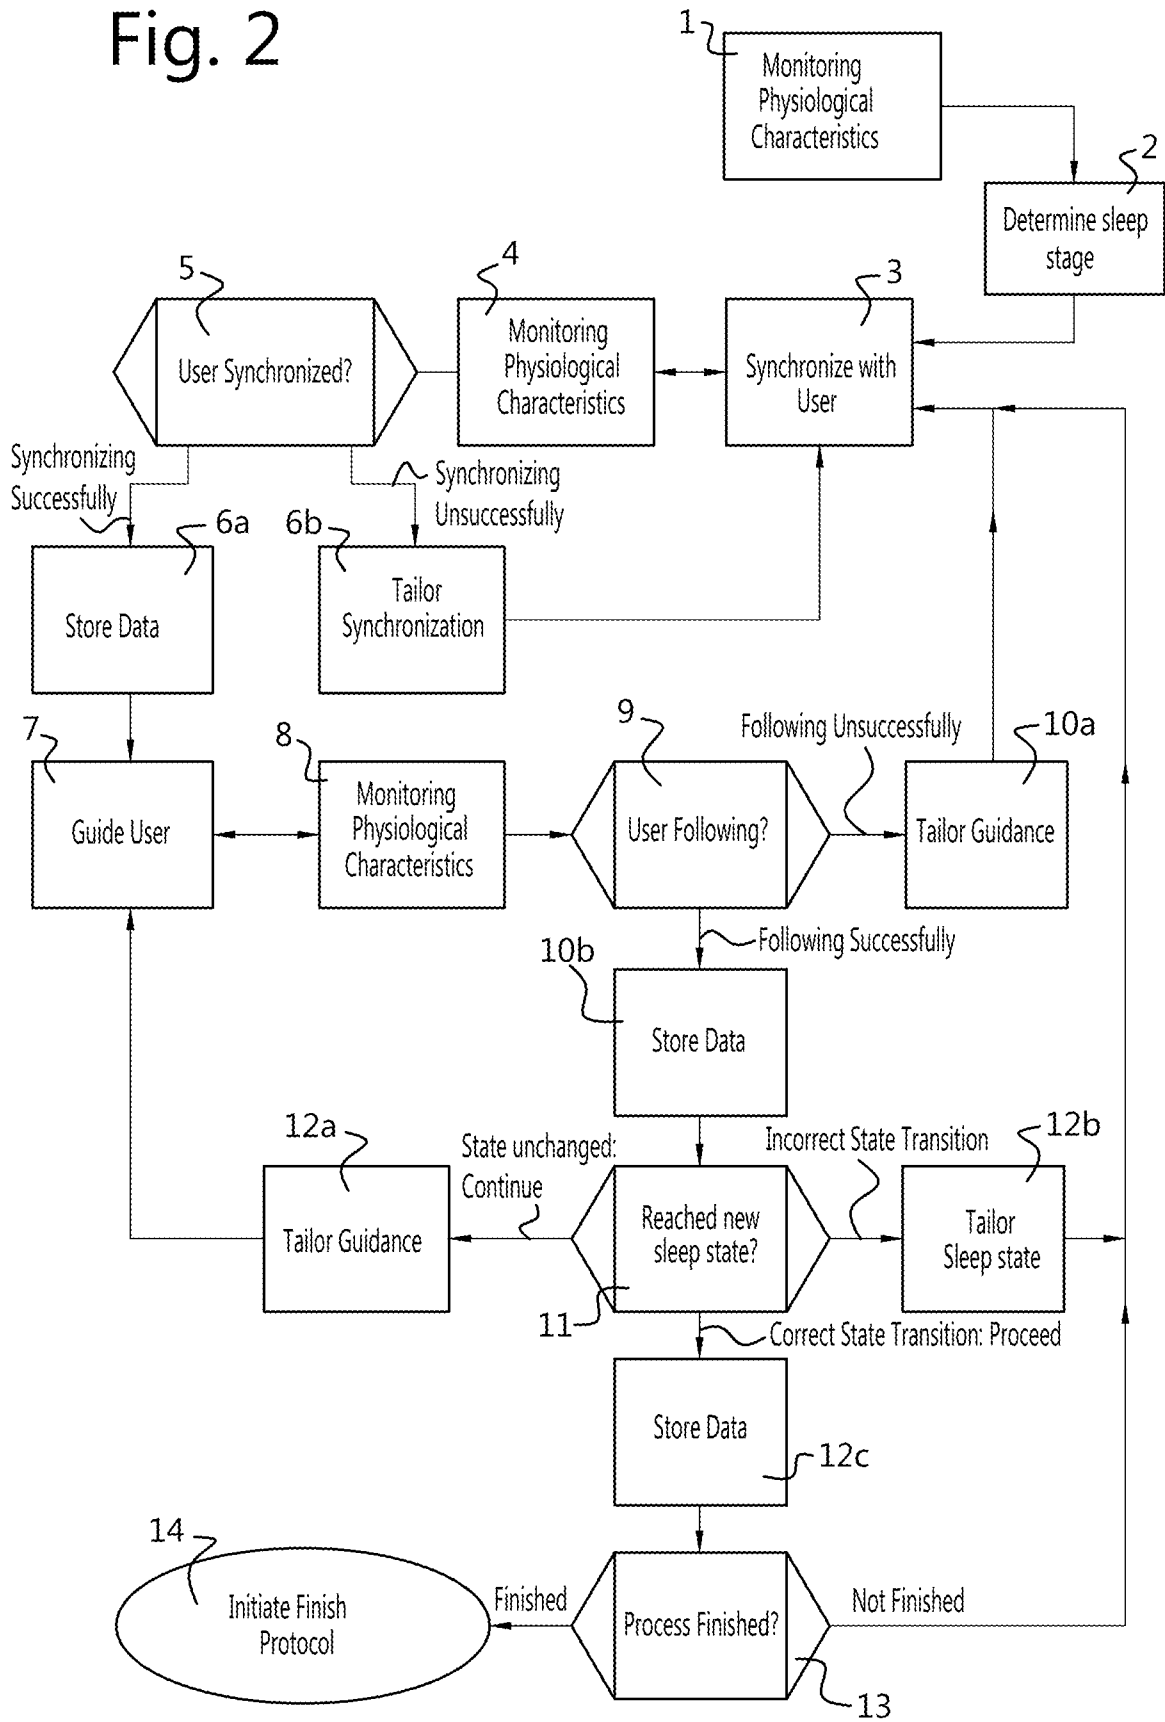 Fig. 2
1
Monitoring
Physiological
Characteristics
2
Determine sleep
stage
3
Synchronize with
User
4
Monitoring
Physiological
Characteristics
5
User Synchronized?
Synchronizing
Successfully
Synchronizing
Unsuccessfully
6a
Store Data
6b
Tailor
Synchronization
7
Guide User
8
Monitoring
Physiological
Characteristics
9
User Following?
Following Unsuccessfully
10a
Tailor Guidance
Following Successfully
10b
Store Data
12a
Tailor Guidance
State unchanged:
Continue
Reached new
sleep state?
11
Incorrect State Transition
12b
Tailor
Sleep state
Correct State Transition: Proceed
Store Data
12c
14
Initiate Finish
Protocol
Finished
Process Finished?
Not Finished
13